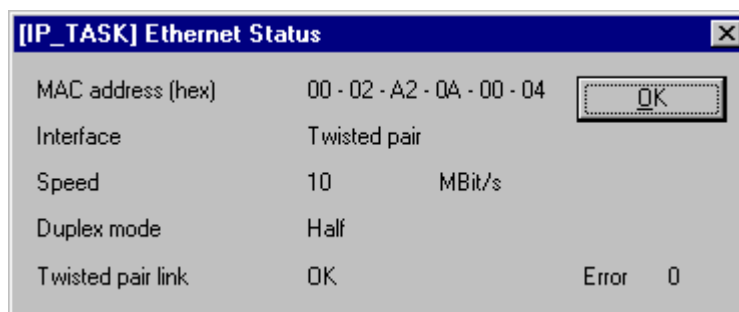 [IP_TASK] Ethernet Status
MAC address (hex) 00 - 02 - A2 - 0A - 00 - 04 OK
Interface Twisted pair
Speed 10 MBit/s
Duplex mode Half
Twisted pair link OK Error 0